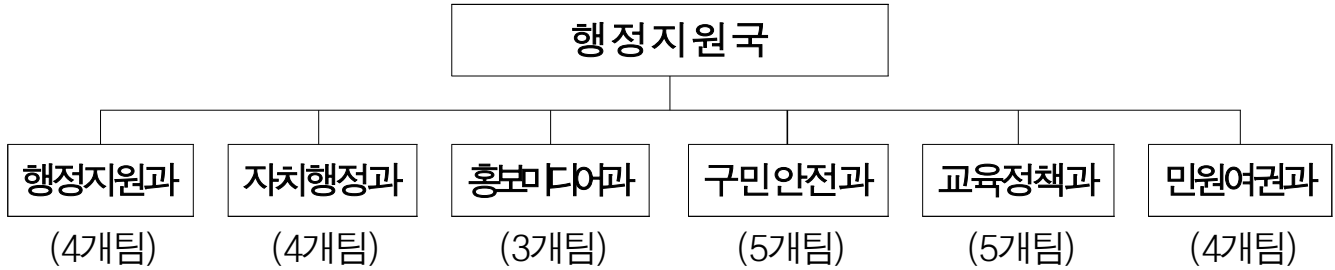 행정지원국
행정지원과 자치행정과 홍보미디어과 구민안전과 교육정책과 민원여권과
(4개팀) (4개팀) (3개팀) (5개팀) (5개팀) (4개팀)